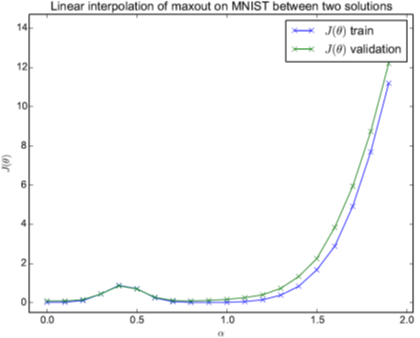 Linear interpolation of maxout on MNIST between two solutions
J(θ) train
J(θ) validation
14
12
10
8
6
4
2
0
J(θ)
0.0 0.5 1.0 1.5 2.0
α